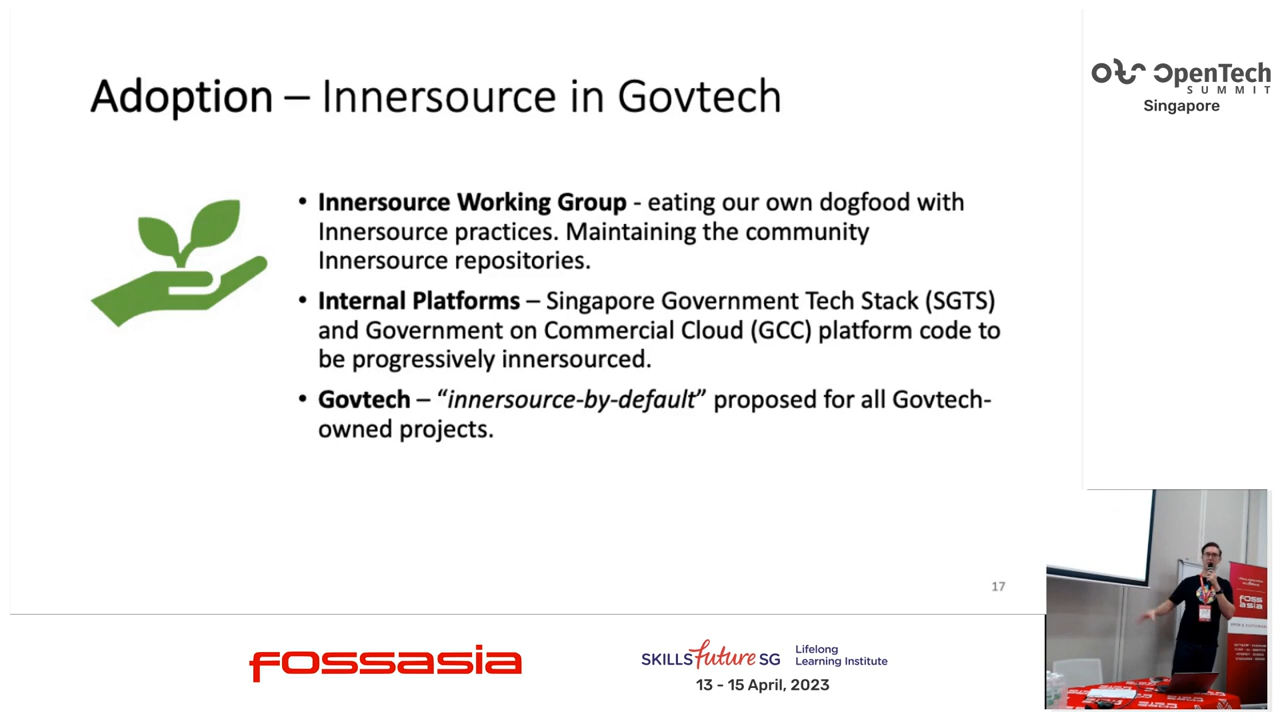 Adoption – Innersource in Govtech
• Innersource Working Group - eating our own dogfood with
Innersource practices. Maintaining the community
Innersource repositories.
• Internal Platforms – Singapore Government Tech Stack (SGTS)
and Government on Commercial Cloud (GCC) platform code to
be progressively innersourced.
• Govtech – “innersource-by-default” proposed for all Govtech-
owned projects.
17
OpenTech
SUMMIT
Singapore
fossasia
SKILLSfuture SG
Lifelong
Learning Institute
13 - 15 April, 2023
FOSS
ASIA